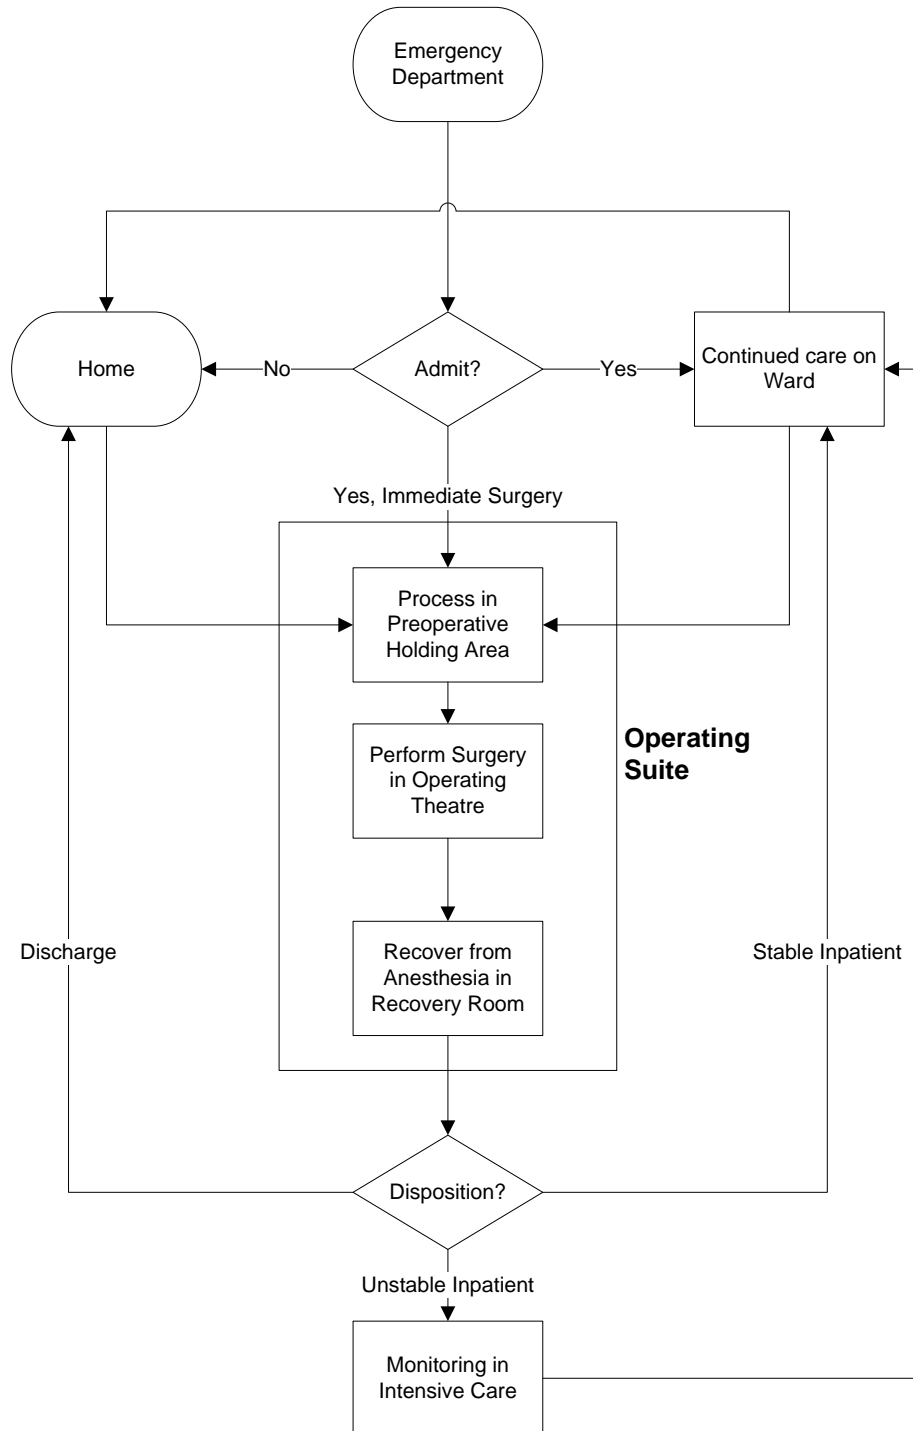 Emergency
Department
Home
No
Admit?
Yes
Continued care on
Ward
Yes, Immediate Surgery
Process in
Preoperative
Holding Area
Perform Surgery
in Operating
Theatre
Operating
Suite
Discharge
Recover from
Anesthesia in
Recovery Room
Stable Inpatient
Disposition?
Unstable Inpatient
Monitoring in
Intensive Care